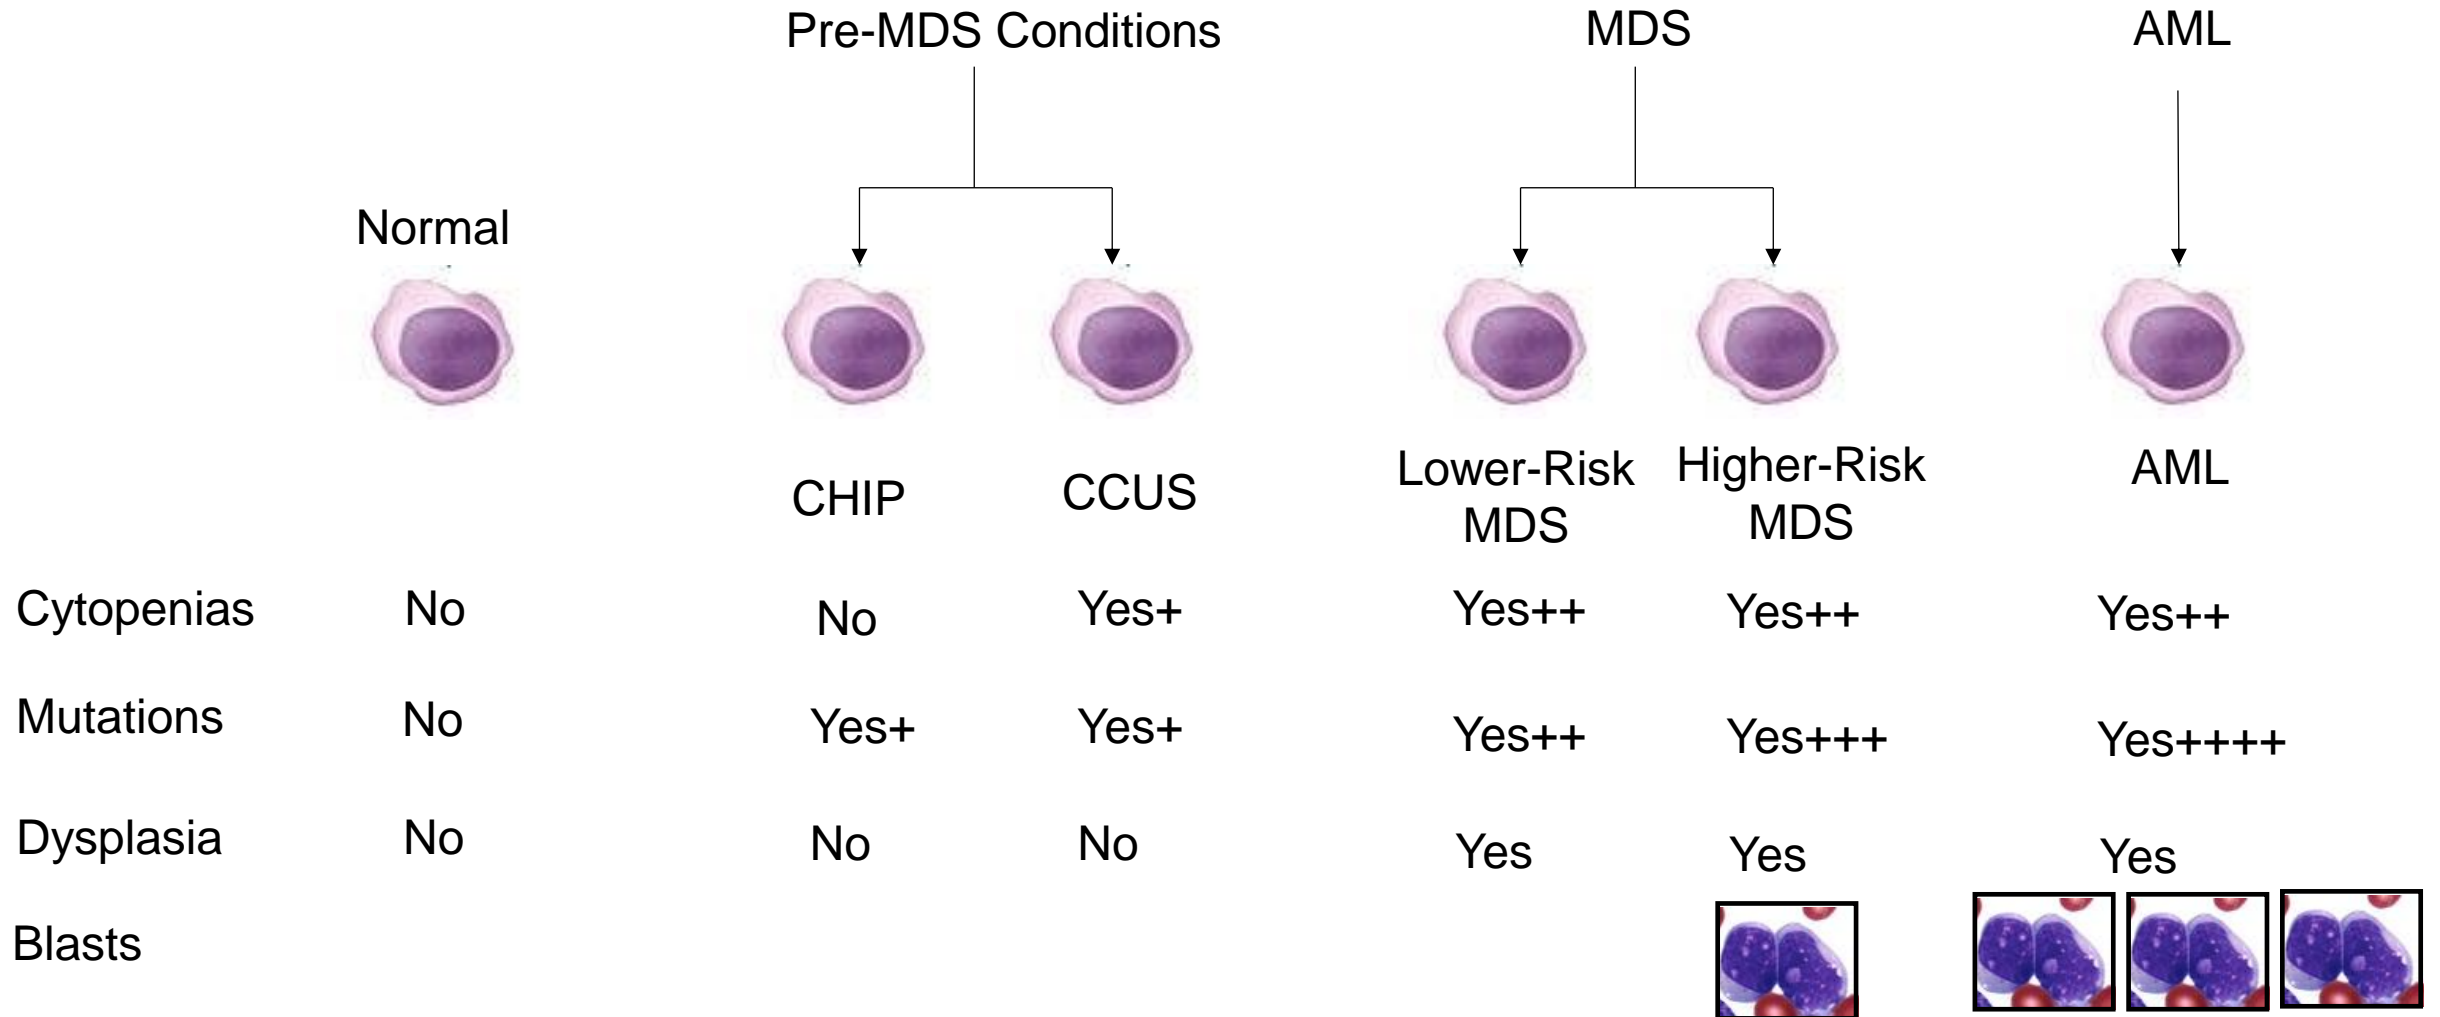 Pre-MDS Conditions
MDS
AML
Normal
CHIP
CCUS
Lower-Risk
MDS
Higher-Risk
MDS
AML
Cytopenias No No Yes+ Yes++ Yes++ Yes++
Mutations No Yes+ Yes+ Yes++ Yes+++ Yes++++
Dysplasia No No No Yes Yes Yes
Blasts